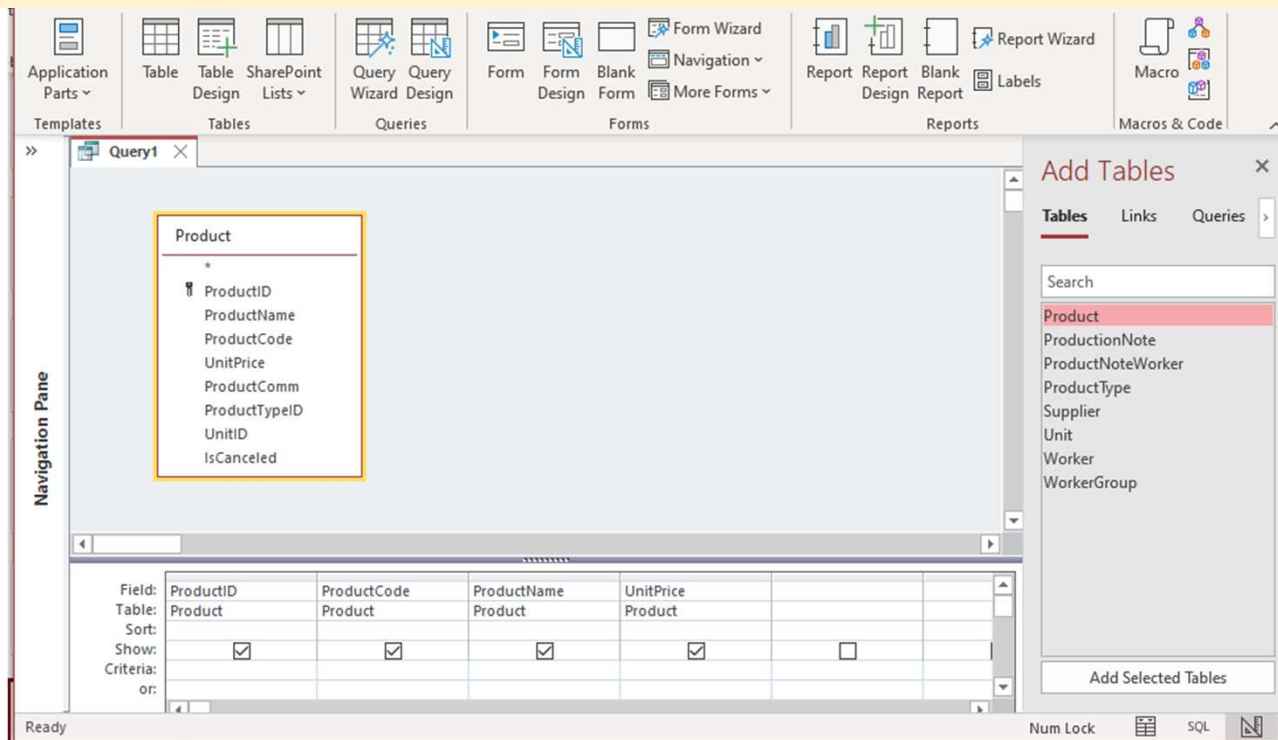 Application Parts
Table
Table Design
SharePoint Lists
Query Wizard
Query Design
Form
Form Design
Blank Form
Form Wizard
Navigation
More Forms
Report
Report Design
Blank Report
Report Wizard
Labels
Macro
Templates
Tables
Queries
Forms
Reports
Macros & Code
Query1
Navigation Pane
Product
*
ProductID
ProductName
ProductCode
UnitPrice
ProductComm
ProductTypeID
UnitID
IsCanceled
Field: ProductID ProductCode ProductName UnitPrice
Table: Product Product Product Product
Sort:
Show:
Criteria:
or:
Add Tables
Tables Links Queries
Search
Product
ProductionNote
ProductNoteWorker
ProductType
Supplier
Unit
Worker
WorkerGroup
Add Selected Tables
Ready
Num Lock
SQL